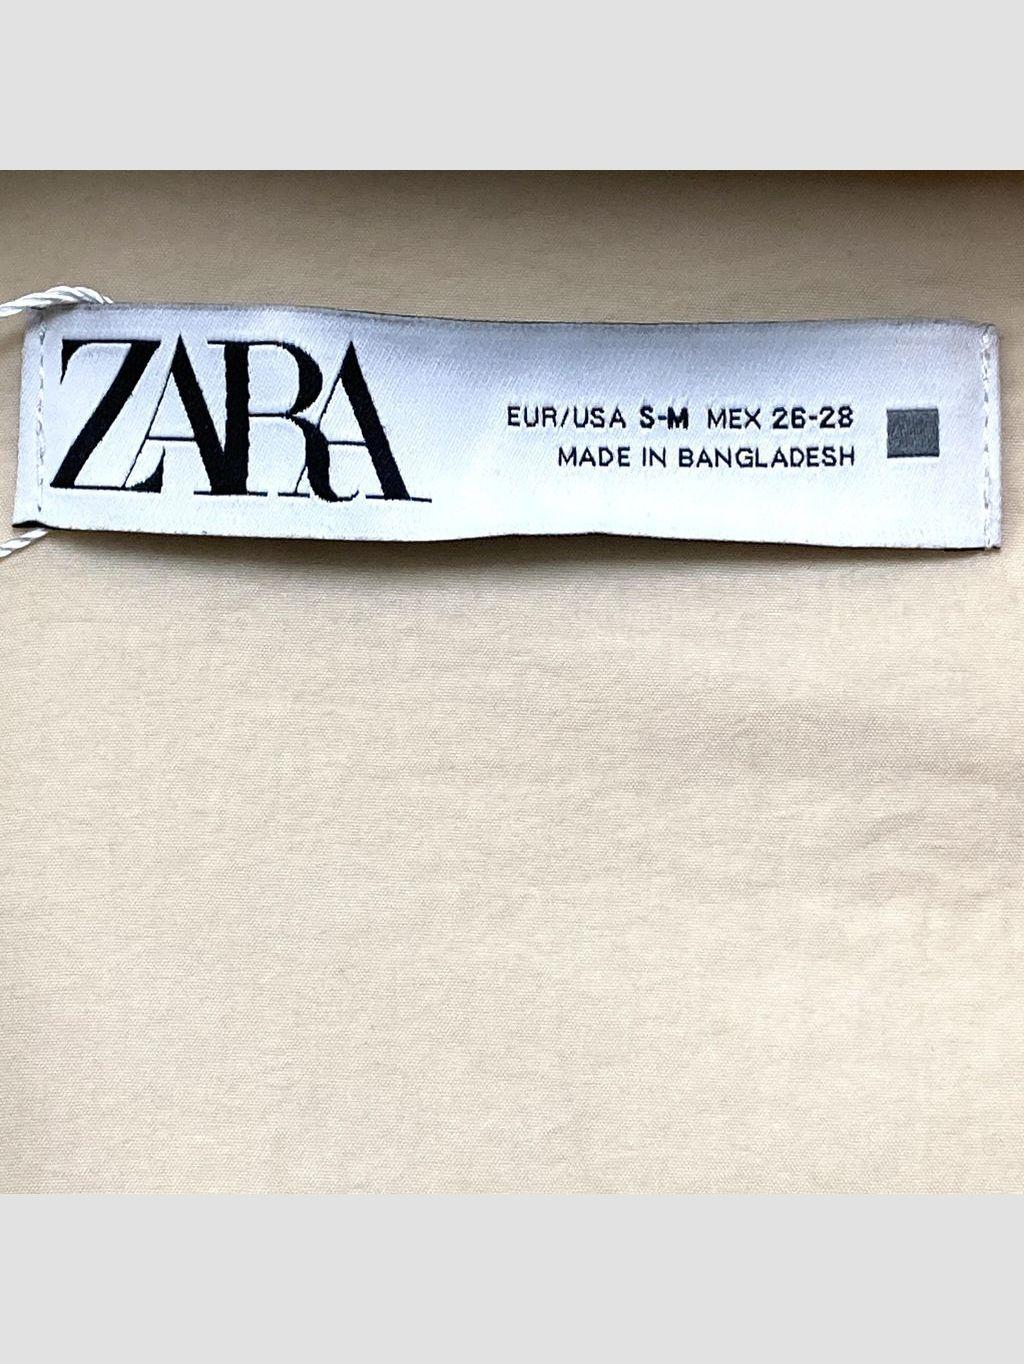 ZARA
EUR/USA S-M MEX 26-28
MADE IN BANGLADESH